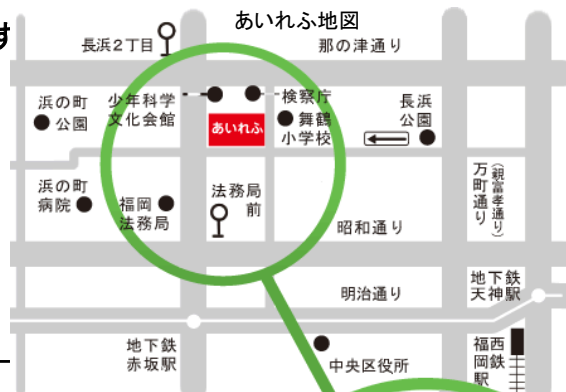 す
あいれふ地図
長浜２丁目
那の津通り
浜の町
公園
少年科学
文化会館
検察庁
舞鶴
小学校
長浜
公園
あいれふ
浜の町
病院
福岡
法務局
法務局
前
昭和通り
万町通り
（親富孝通り）
明治通り
地下鉄
天神駅
地下鉄
赤坂駅
中央区役所
西鉄
福岡駅